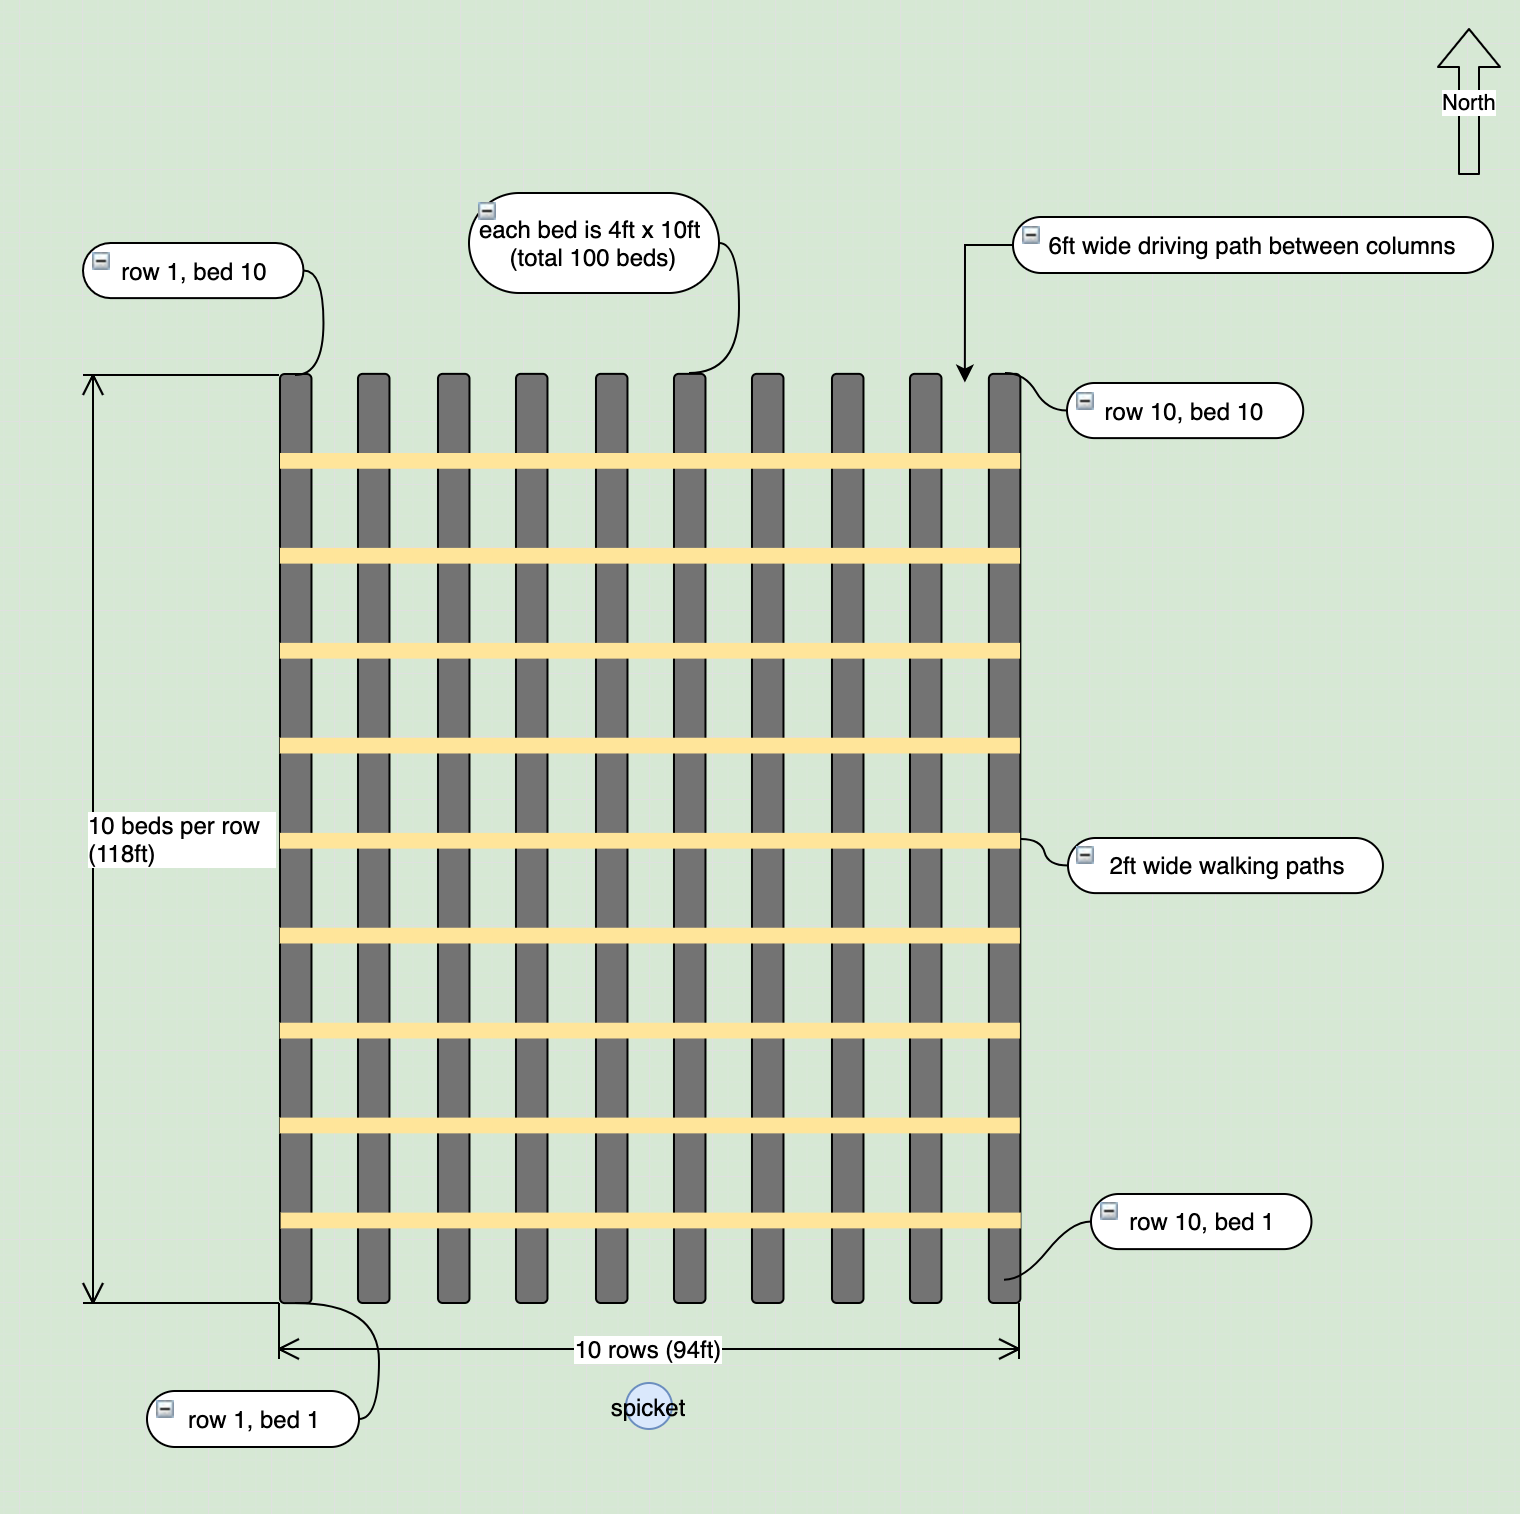 North
each bed is 4ft x 10ft
(total 100 beds)
6ft wide driving path between columns
row 1, bed 10
row 10, bed 10
10 beds per row
(118ft)
2ft wide walking paths
row 10, bed 1
10 rows (94ft)
spicket
row 1, bed 1